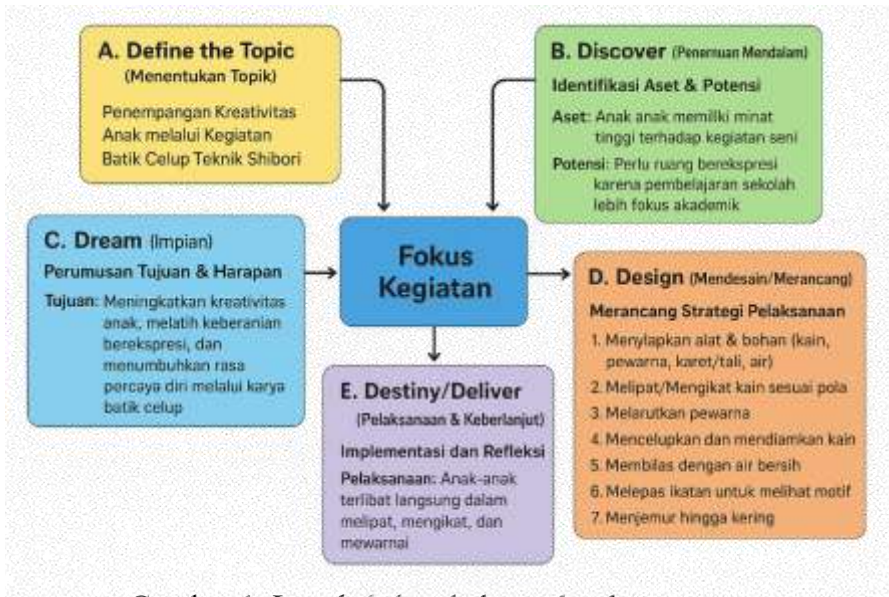 A. Define the Topic
(Menentukan Topik)
Penempangan Kreativitas
Anak melalui Kegiatan
Batik Celup Teknik Shibori
B. Discover (Penemuan Mendalam)
Identifikasi Aset & Potensi
Aset: Anak anak memilki minat
tinggi terhadap kegiatan seni
Potensi: Perlu ruang berekspresi
karena pembelajaran sekolah
lebih fokus akademik
C. Dream (Impian)
Perumusan Tujuan & Harapan
Tujuan: Meningkatkan kreativitas
anak, melatih keberanian
berekspresi, dan
menumbuhkan rasa
percaya diri melalui karya
batik celup
Fokus
Kegiatan
D. Design (Mendesain/Merancang)
Merancang Strategi Pelaksanaan
1. Menylapkan alat & bohan (kain,
pewarna, karet/tali, air)
2. Melipat/Mengikat kain sesuai pola
3. Melarutkan pewarna
4. Mencelupkan dan mendiamkan kain
5. Membilas dengan air bersih
6. Melepas ikatan untuk melihat motif
7. Menjemur hingga kering
E. Destiny/Deliver
(Pelaksanaan & Keberlanjut)
Implementasi dan Refleksi
Pelaksanaan: Anak-anak
terlibat langsung dalam
melipat, mengikat, dan
mewarnai